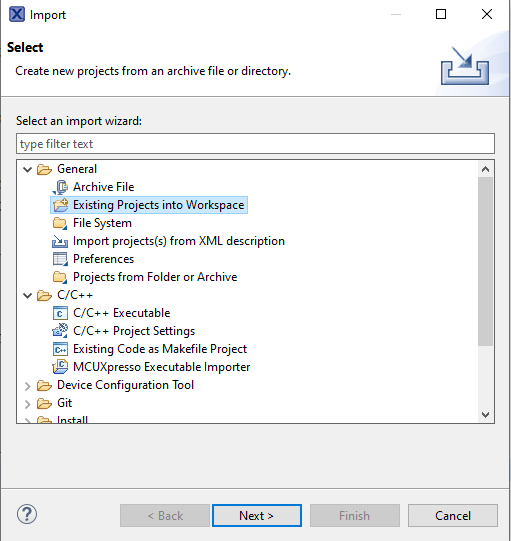 Import
Select
Create new projects from an archive file or directory.
Select an import wizard:
type filter text
General
Archive File
Existing Projects into Workspace
File System
Import projects(s) from XML description
Preferences
Projects from Folder or Archive
C/C++
C/C++ Executable
C/C++ Project Settings
Existing Code as Makefile Project
MCUXpresso Executable Importer
Device Configuration Tool
Git
Install
< Back Next > Finish Cancel